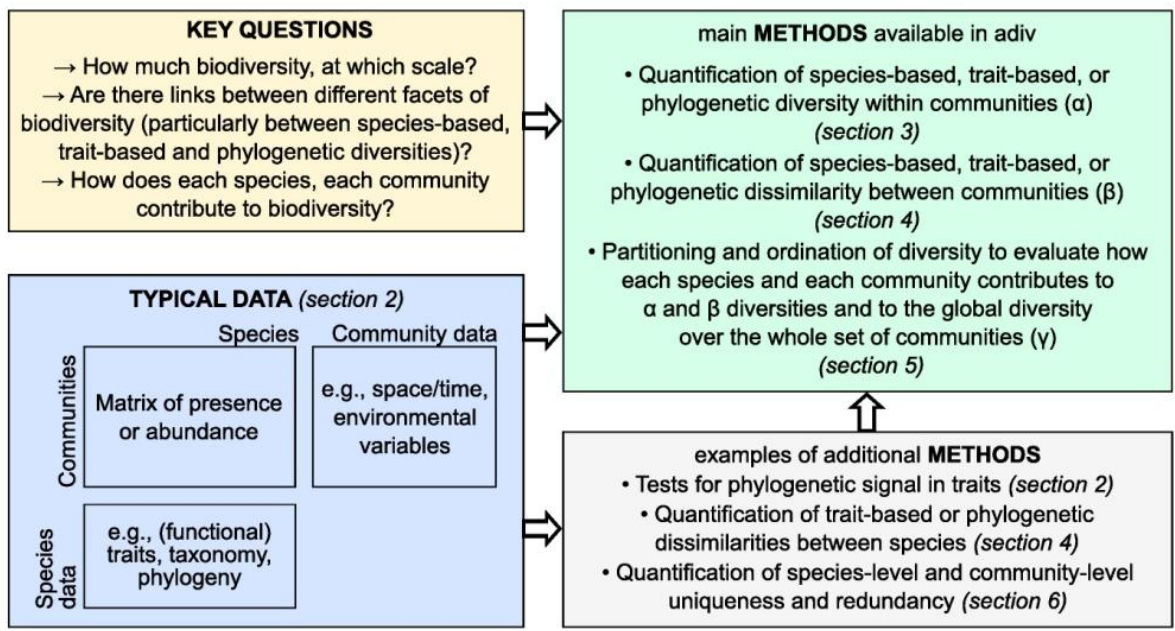 KEY QUESTIONS
→ How much biodiversity, at which scale?
→ Are there links between different facets of
biodiversity (particularly between species-based,
trait-based and phylogenetic diversities)?
→ How does each species, each community
contribute to biodiversity?
TYPICAL DATA (section 2)
Species
Community data
Communities
Matrix of presence
or abundance
e.g., space/time,
environmental
variables
Species
data
e.g., (functional)
traits, taxonomy,
phylogeny
main METHODS available in adiv
• Quantification of species-based, trait-based, or
phylogenetic diversity within communities (α)
(section 3)
• Quantification of species-based, trait-based, or
phylogenetic dissimilarity between communities (β)
(section 4)
• Partitioning and ordination of diversity to evaluate how
each species and each community contributes to
α and β diversities and to the global diversity
over the whole set of communities (γ)
(section 5)
examples of additional METHODS
• Tests for phylogenetic signal in traits (section 2)
• Quantification of trait-based or phylogenetic
dissimilarities between species (section 4)
• Quantification of species-level and community-level
uniqueness and redundancy (section 6)